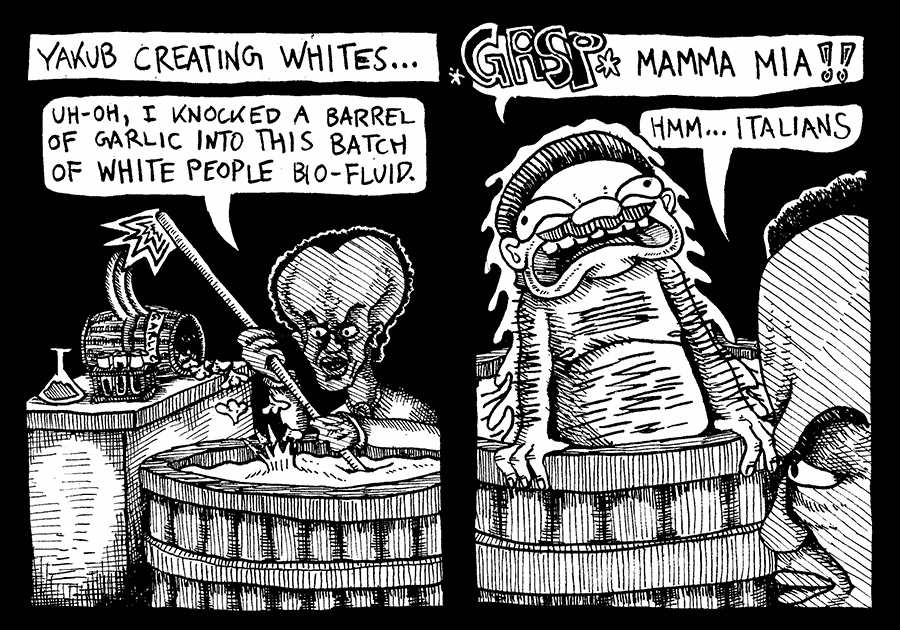 YAKUB CREATING WHITES...
UH-OH, I KNOCKED A BARREL
OF GARLIC INTO THIS BATCH
OF WHITE PEOPLE BIO-FLUID.
GARLIC
*GASP* MAMMA MIA!!
HMM... ITALIANS